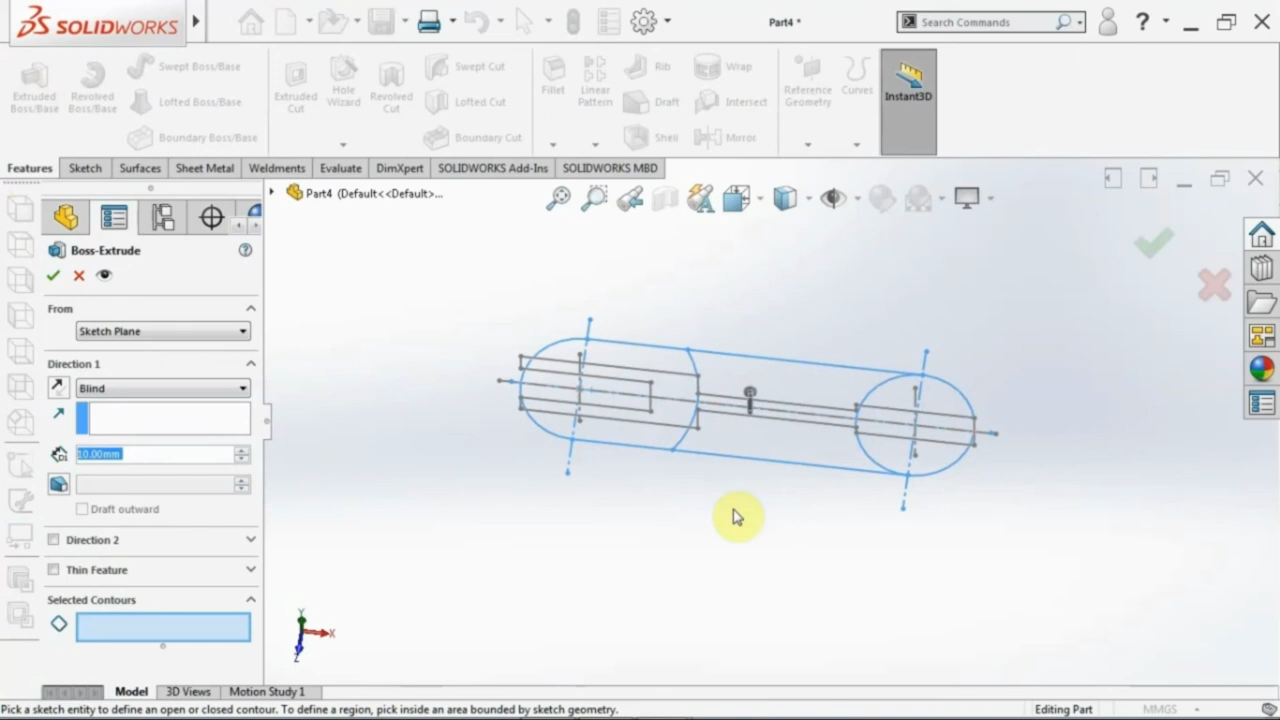 SOLIDWORKS
Part4 *
Search Commands
Extruded Boss/Base
Revolved Boss/Base
Swept Boss/Base
Lofted Boss/Base
Boundary Boss/Base
Extruded Cut
Hole Wizard
Revolved Cut
Swept Cut
Lofted Cut
Boundary Cut
Fillet
Linear Pattern
Rib
Draft
Shell
Wrap
Intersect
Mirror
Reference Geometry
Curves
Instant3D
Features Sketch Surfaces Sheet Metal Weldments Evaluate DimXpert SOLIDWORKS Add-Ins SOLIDWORKS MBD
Part4 (Default<<Default>...
Boss-Extrude
From
Sketch Plane
Direction 1
Blind
10.00mm
Draft outward
Direction 2
Thin Feature
Selected Contours
Y
X
Z
Model 3D Views Motion Study 1
Pick a sketch entity to define an open or closed contour. To define a region, pick inside an area bounded by sketch geometry.
Editing Part
MMGS